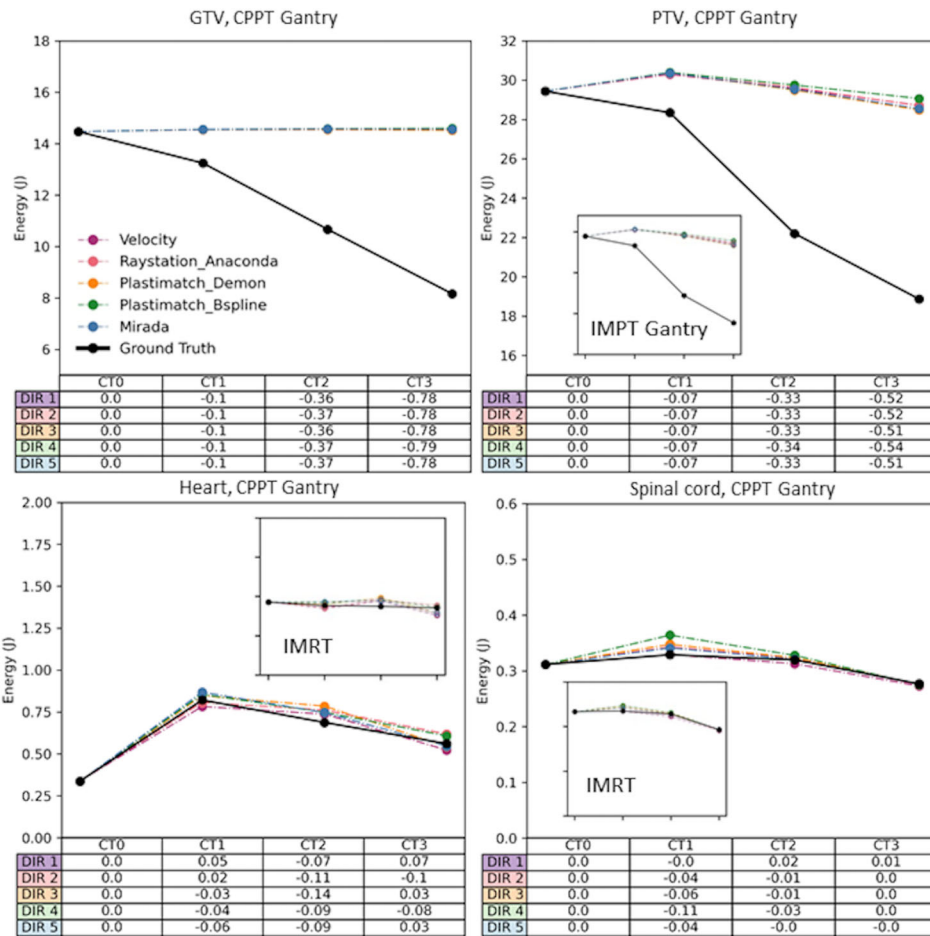 GTV, CPPT Gantry
18
16
14
12
10
8
6
Energy (J)
Velocity
Raystation_Anaconda
Plastimatch_Demon
Plastimatch_Bspline
Mirada
Ground Truth
CT0 CT1 CT2 CT3
DIR 1 0.0 -0.1 -0.36 -0.78
DIR 2 0.0 -0.1 -0.37 -0.78
DIR 3 0.0 -0.1 -0.36 -0.78
DIR 4 0.0 -0.1 -0.37 -0.79
DIR 5 0.0 -0.1 -0.37 -0.78
PTV, CPPT Gantry
32
30
28
26
24
22
20
18
16
Energy (J)
IMPT Gantry
CT0 CT1 CT2 CT3
DIR 1 0.0 -0.07 -0.33 -0.52
DIR 2 0.0 -0.07 -0.33 -0.52
DIR 3 0.0 -0.07 -0.33 -0.51
DIR 4 0.0 -0.07 -0.34 -0.54
DIR 5 0.0 -0.07 -0.33 -0.51
Heart, CPPT Gantry
2.00
1.75
1.50
1.25
1.00
0.75
0.50
0.25
0.00
Energy (J)
IMRT
CT0 CT1 CT2 CT3
DIR 1 0.0 0.05 -0.07 0.07
DIR 2 0.0 0.02 -0.11 -0.1
DIR 3 0.0 -0.03 -0.14 0.03
DIR 4 0.0 -0.04 -0.09 -0.08
DIR 5 0.0 -0.06 -0.09 0.03
Spinal cord, CPPT Gantry
0.6
0.5
0.4
0.3
0.2
0.1
0.0
Energy (J)
IMRT
CT0 CT1 CT2 CT3
DIR 1 0.0 -0.0 0.02 0.01
DIR 2 0.0 -0.04 -0.01 0.0
DIR 3 0.0 -0.06 -0.01 0.0
DIR 4 0.0 -0.11 -0.03 0.0
DIR 5 0.0 -0.04 -0.0 -0.0